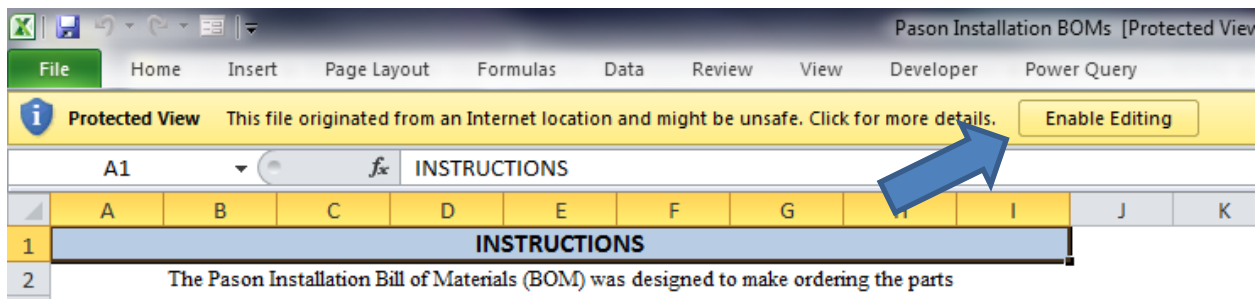 Pason Installation BOMs [Protected View
File Home Insert Page Layout Formulas Data Review View Developer Power Query
Protected View This file originated from an Internet location and might be unsafe. Click for more details. Enable Editing
A1 fx INSTRUCTIONS
A B C D E F G H I J K
1 INSTRUCTIONS
2 The Pason Installation Bill of Materials (BOM) was designed to make ordering the parts